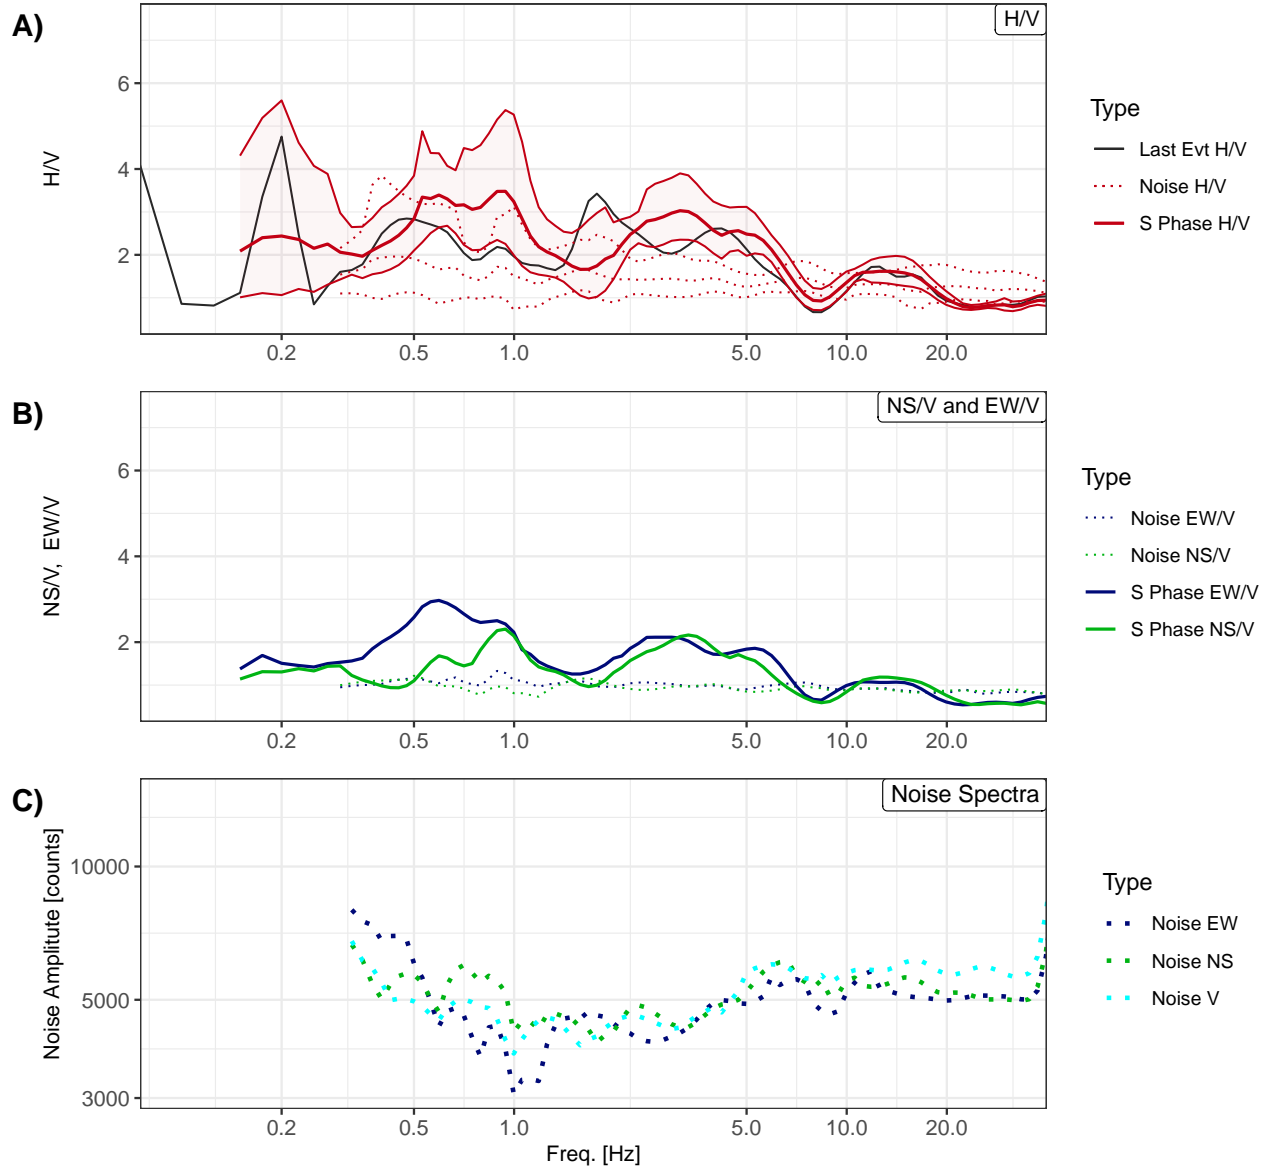 A)
H/V
6
4
2
H/V
0.2 0.5 1.0 5.0 10.0 20.0
Type
Last Evt H/V
Noise H/V
S Phase H/V
B)
NS/V and EW/V
6
4
2
NS/V, EW/V
0.2 0.5 1.0 5.0 10.0 20.0
Type
Noise EW/V
Noise NS/V
S Phase EW/V
S Phase NS/V
C)
Noise Spectra
10000
5000
3000
Noise Amplitute [counts]
0.2 0.5 1.0 5.0 10.0 20.0
Freq. [Hz]
Type
Noise EW
Noise NS
Noise V